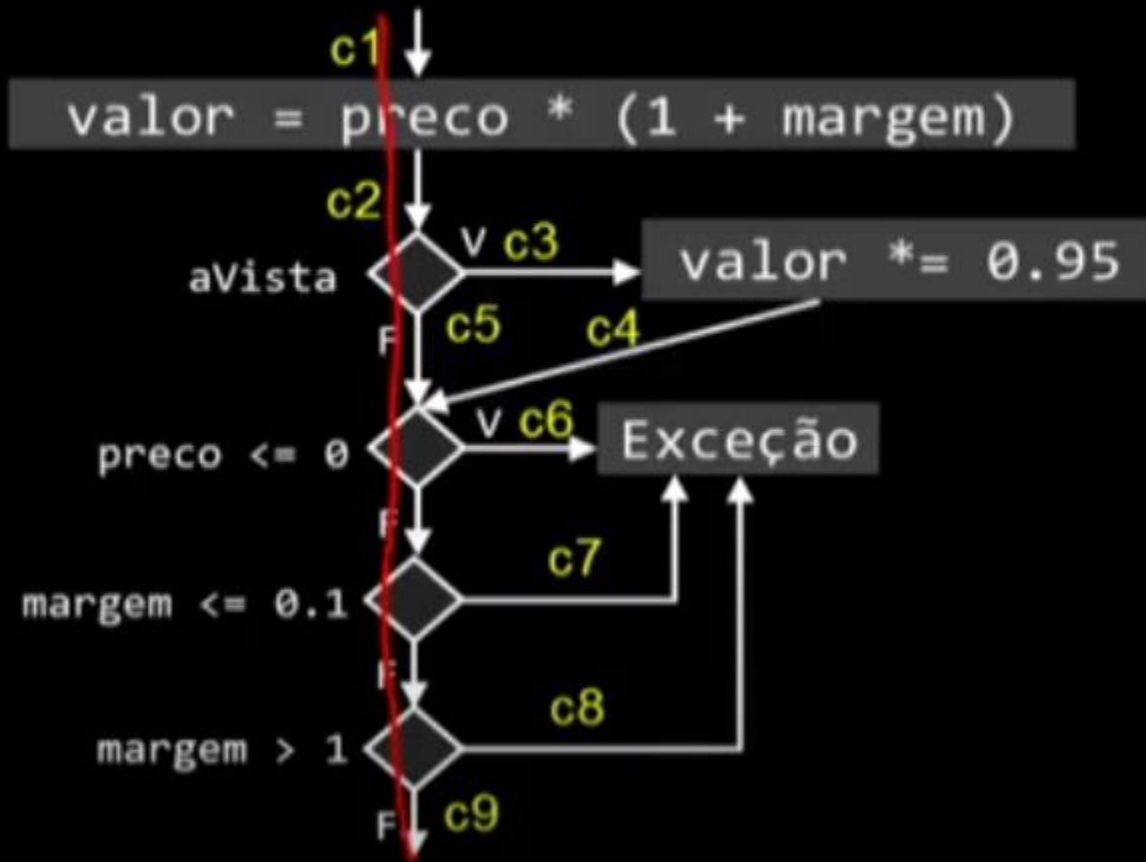 c1
valor = preco * (1 + margem)
c2
V c3
aVista
valor *= 0.95
F
c5
c4
V c6
preco <= 0
Exceção
F
c7
margem <= 0.1
F
c8
margem > 1
F
c9